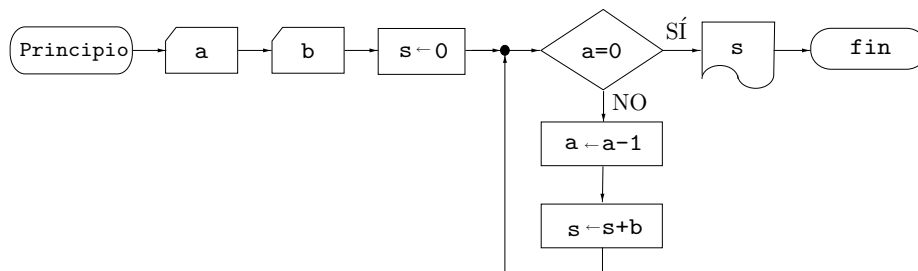 Principio
a
b
s←0
a=0
SÍ
s
fin
NO
a←a-1
s←s+b